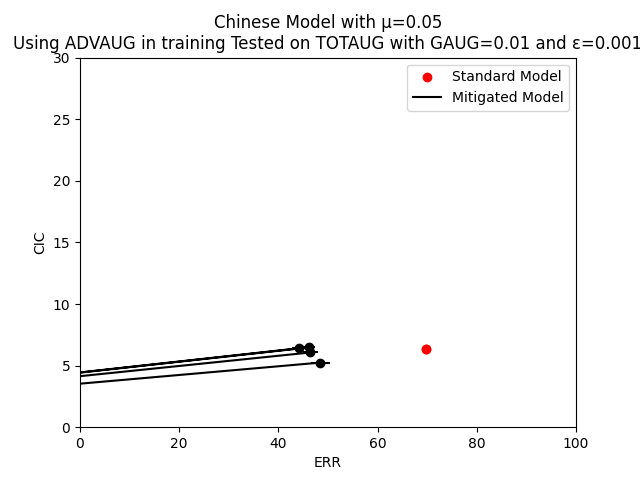 Chinese Model with μ=0.05
Using ADVAUG in training Tested on TOTAUG with GAUG=0.01 and ε=0.001
Standard Model
Mitigated Model
30
25
20
15
10
5
0
CIC
0 20 40 60 80 100
ERR